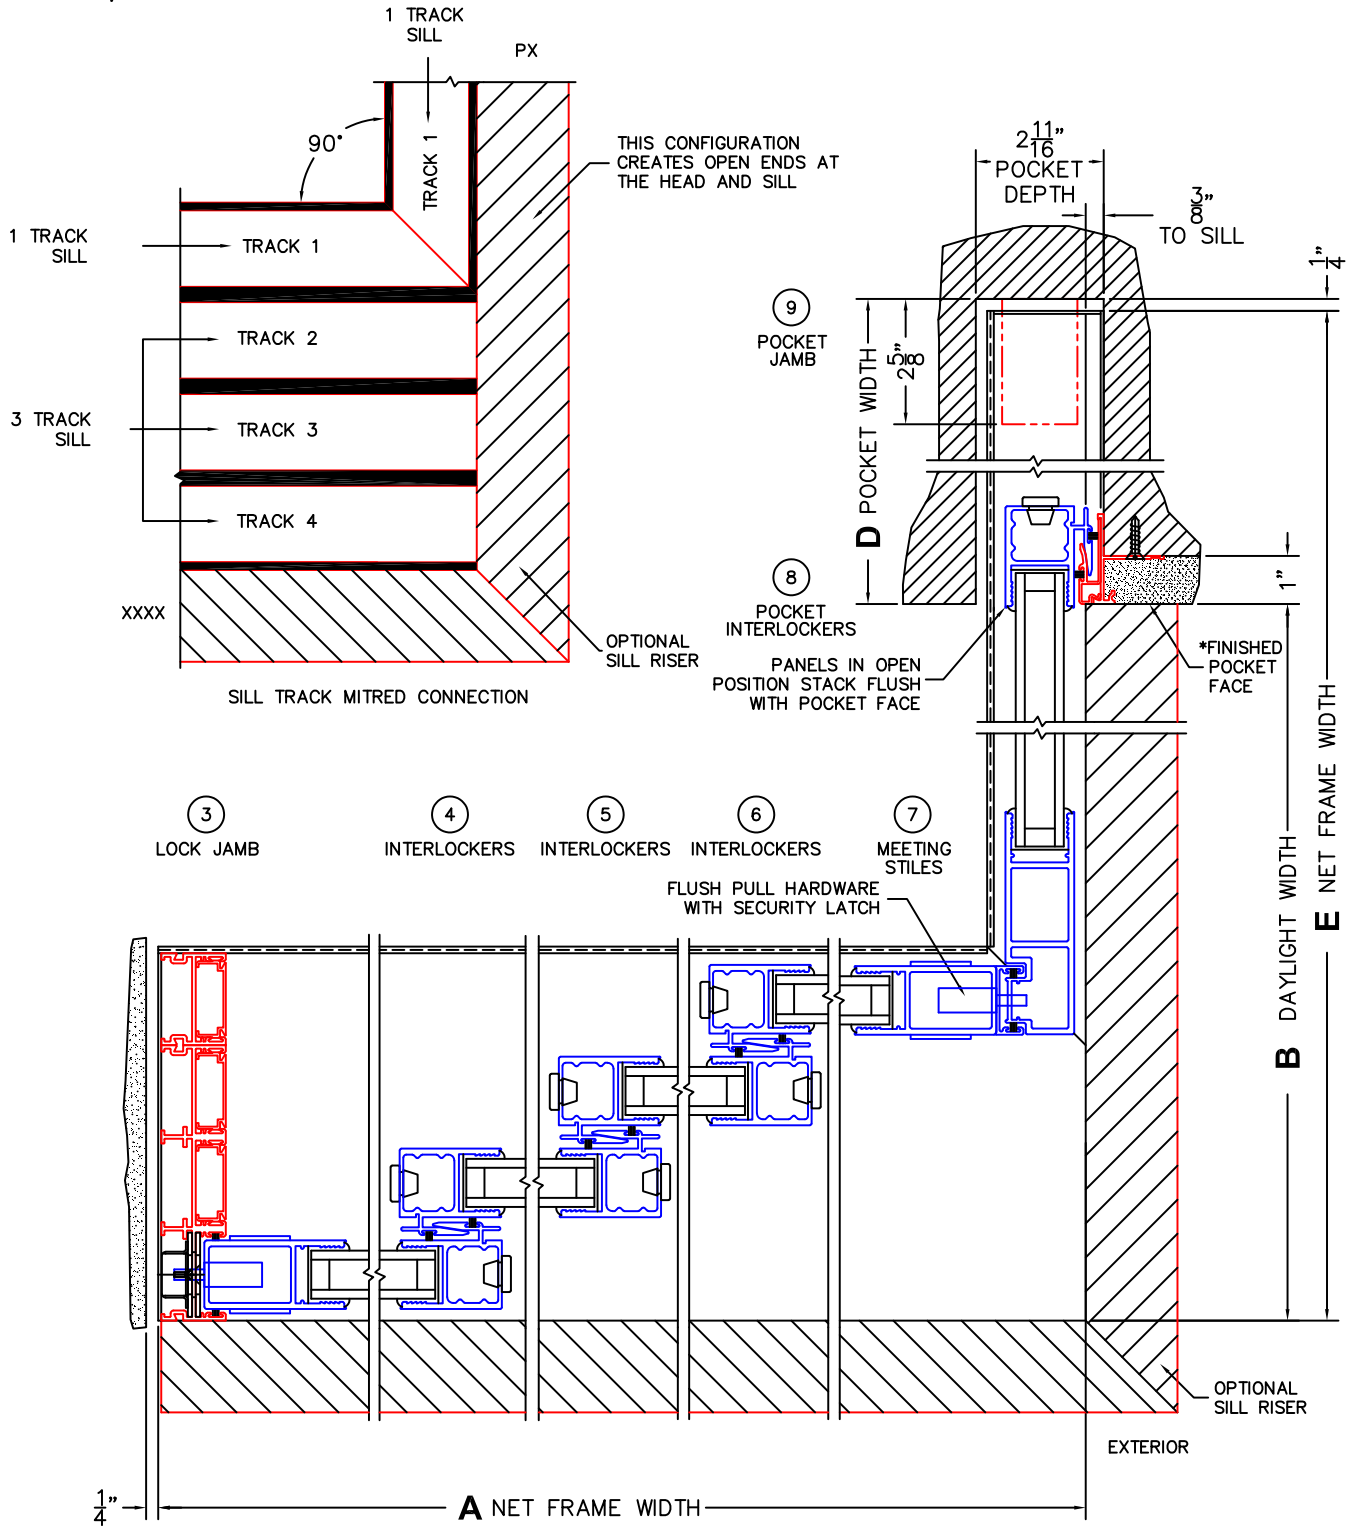 1 TRACK
SILL
PX
90°
TRACK 1
THIS CONFIGURATION
CREATES OPEN ENDS AT
THE HEAD AND SILL
1 TRACK
SILL
TRACK 1
TRACK 2
3 TRACK
SILL
TRACK 3
TRACK 4
XXXX
OPTIONAL
SILL RISER
SILL TRACK MITRED CONNECTION
2 11/16"
POCKET
DEPTH
3/8"
TO SILL
1/4"
9
POCKET
JAMB
D POCKET WIDTH
2 5/8"
8
POCKET
INTERLOCKERS
PANELS IN OPEN
POSITION STACK FLUSH
WITH POCKET FACE
1"
*FINISHED
POCKET
FACE
E NET FRAME WIDTH
B DAYLIGHT WIDTH
3
LOCK JAMB
4
INTERLOCKERS
5
INTERLOCKERS
6
INTERLOCKERS
7
MEETING
STILES
FLUSH PULL HARDWARE
WITH SECURITY LATCH
OPTIONAL
SILL RISER
EXTERIOR
1/4"
A NET FRAME WIDTH